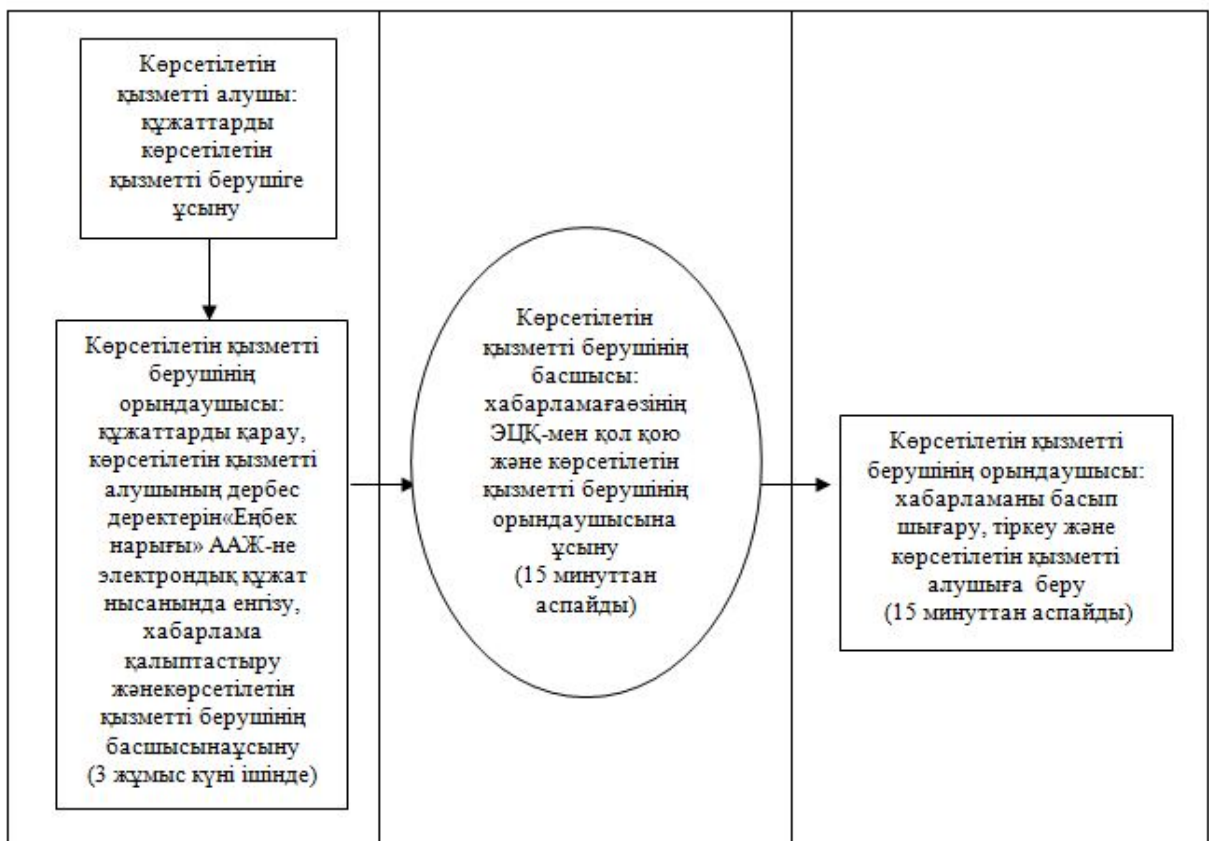 Көрсетілетін
қызметті алушы:
құжаттарды
көрсетілетін
қызметті берушіге
ұсыну
Көрсетілетін қызметті
берушінің
орындаушысы:
құжаттарды қарау,
көрсетілетін қызметті
алушының дербес
деректерін«Еңбек
нарығы» ААЖ-не
электрондық құжат
нысанында енгізу,
хабарлама
қалыптастыру
жәнекөрсетілетін
қызметті берушінің
басшысынаұсыну
(3 жұмыс күні ішінде)
Көрсетілетін
қызметті берушінің
басшысы:
хабарламағаөзінің
ЭЦҚ-мен қол қою
және көрсетілетін
қызметті берушінің
орындаушысына
ұсыну
(15 минуттан
аспайды)
Көрсетілетін қызметті
берушінің орындаушысы:
хабарламаны басып
шығару, тіркеу және
көрсетілетін қызметті
алушыға беру
(15 минуттан аспайды)